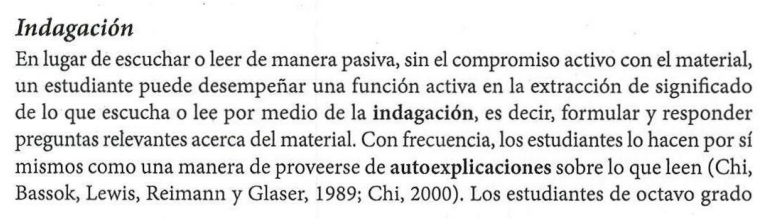 Indagación
En lugar de escuchar o leer de manera pasiva, sin el compromiso activo con el material,
un estudiante puede desempeñar una función activa en la extracción de significado
de lo que escucha o lee por medio de la indagación, es decir, formular y responder
preguntas relevantes acerca del material. Con frecuencia, los estudiantes lo hacen por sí
mismos como una manera de proveerse de autoexplicaciones sobre lo que leen (Chi,
Bassok, Lewis, Reimann y Glaser, 1989; Chi, 2000). Los estudiantes de octavo grado